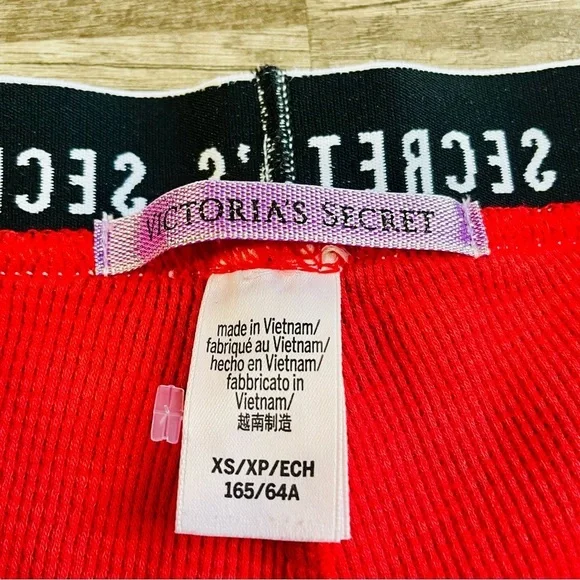 SECRET'S SEC
VICTORIA'S SECRET
made in Vietnam/
fabriqué au Vietnam/
hecho en Vietnam/
fabbricato in
Vietnam/
越南制造
XS/XP/ECH
165/64A